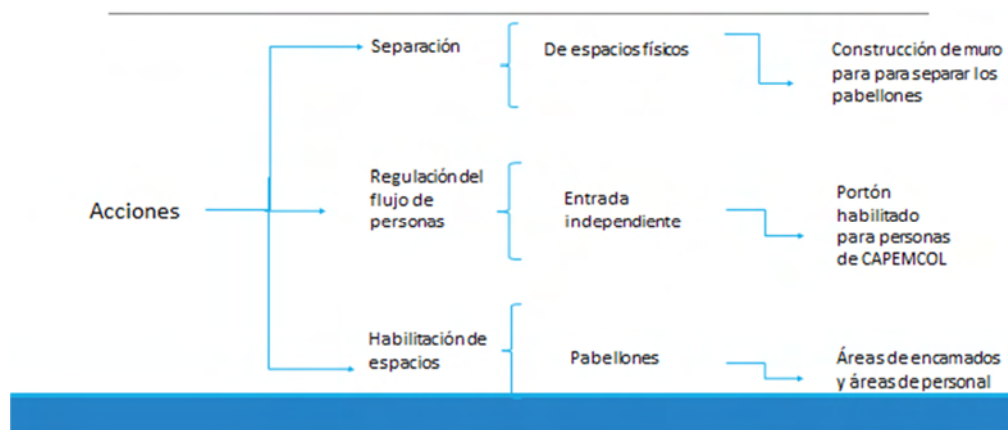 Separación
De espacios físicos
Construcción de muro
para para separar los
pabellones
Acciones
Regulación del
flujo de
personas
Entrada
independiente
Portón
habilitado
para personas
de CAPEMCOL
Habilitación de
espacios
Pabellones
Áreas de encamados
y áreas de personal